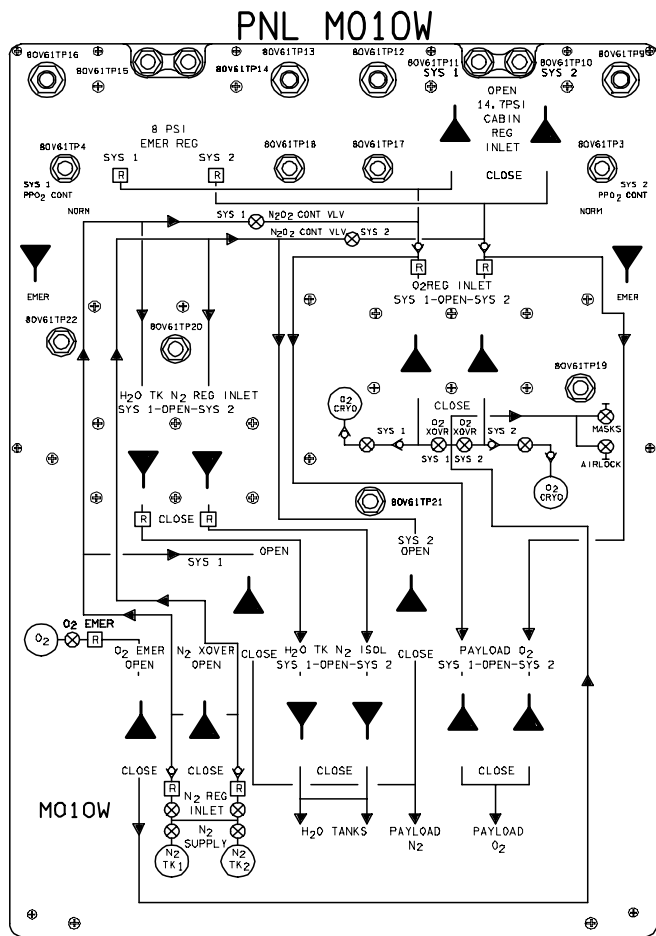 PNL MO10W
80V61TP16
80V61TP15
80V61TP14
80V61TP13
80V61TP12
80V61TP11
80V61TP10
80V61TP9
SYS 1
SYS 2
OPEN
14.7PSI
CABIN
REG
INLET
CLOSE
8 PSI
EMER REG
SYS 1
SYS 2
R
R
80V61TP4
80V61TP18
80V61TP17
80V61TP3
SYS 1
PPO2 CONT
SYS 2
PPO2 CONT
NORM
NORM
SYS 1
N2O2 CONT VLV
N2O2 CONT VLV
SYS 2
EMER
EMER
R
R
O2REG INLET
SYS 1-OPEN-SYS 2
80V61TP22
80V61TP20
80V61TP19
H2O TK N2 REG INLET
SYS 1-OPEN-SYS 2
O2
CRYO
CLOSE
O2
XOVR
O2
XOVR
SYS 1
SYS 2
SYS 1
SYS 2
MASKS
AIRLOCK
O2
CRYO
80V61TP21
R
CLOSE
R
SYS 1
OPEN
SYS 2
OPEN
O2
O2 EMER
R
O2 EMER
OPEN
N2 XOVER
OPEN
CLOSE
H2O TK N2 ISOL
SYS 1-OPEN-SYS 2
CLOSE
PAYLOAD O2
SYS 1-OPEN-SYS 2
CLOSE
CLOSE
CLOSE
CLOSE
R
N2 REG
INLET
R
N2
SUPPLY
N2
TK1
N2
TK2
MO10W
H2O TANKS
PAYLOAD
N2
PAYLOAD
O2